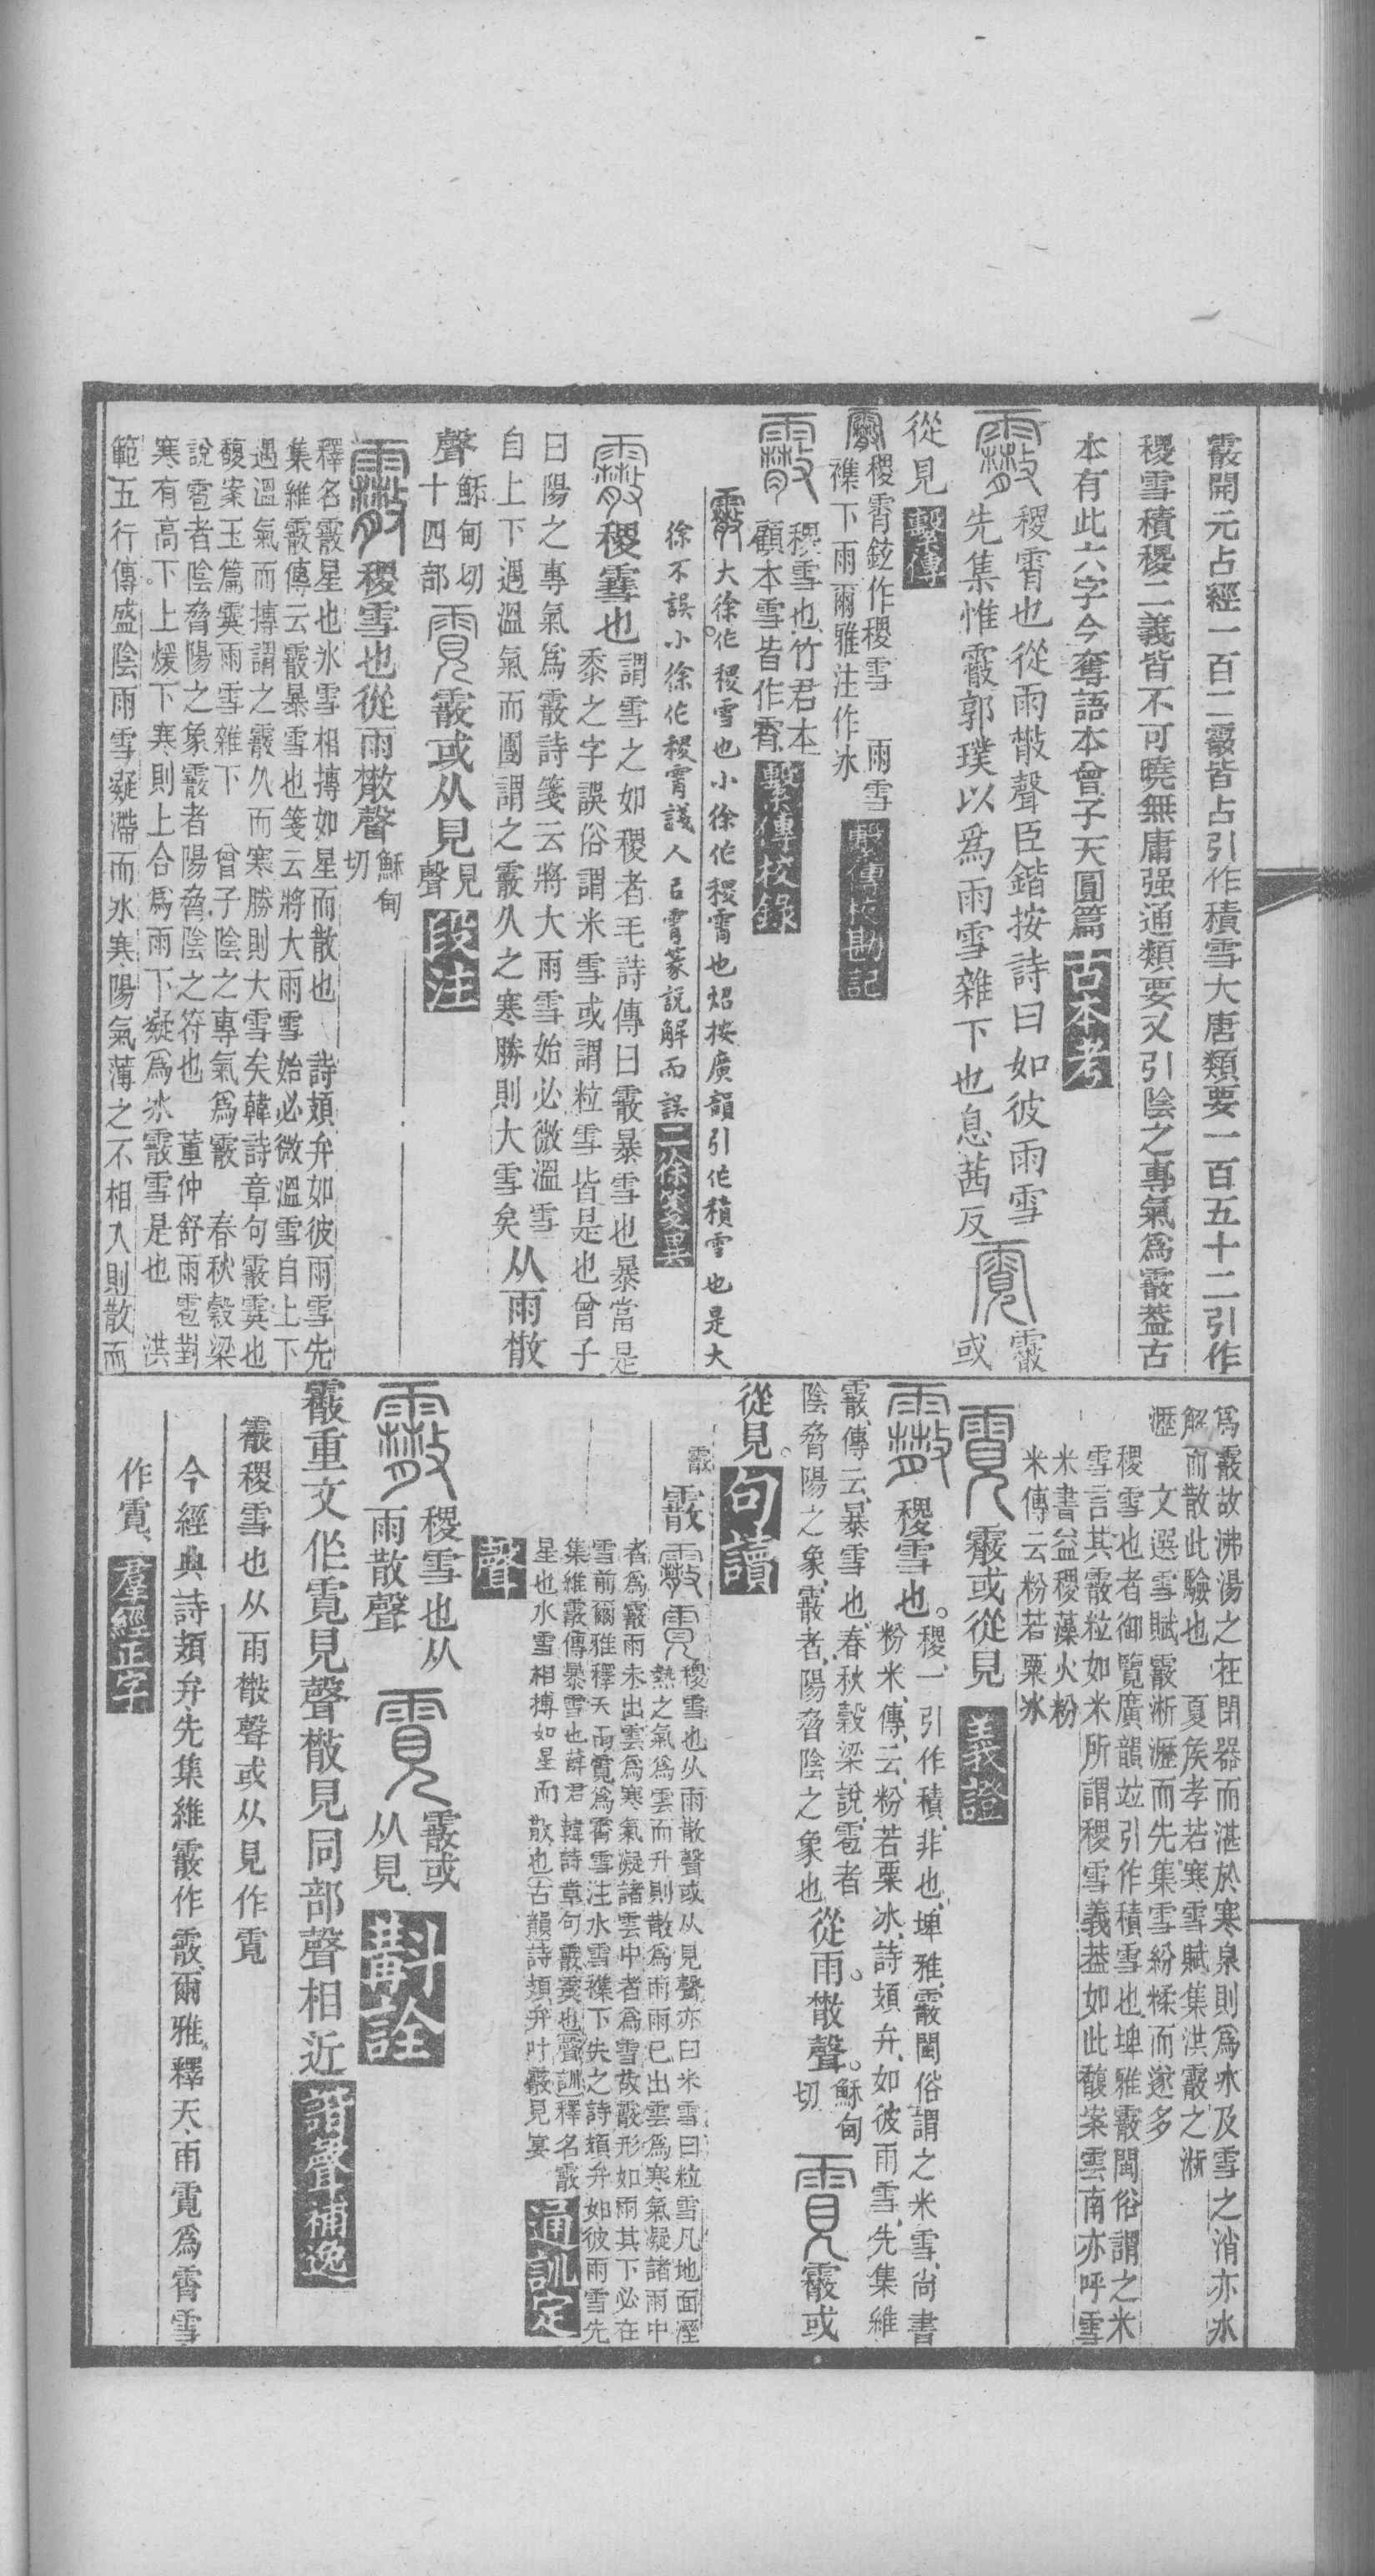 霰開元占經一百二霰皆占引作積雪大唐類要一百五十二引作
稷雪積稷二義皆不可曉無庸强通類要又引陰之專氣爲霰葢古
本有此六字今奪語本曾子天圓篇 古本考
霰 稷霄也從雨㪔聲臣鍇按詩曰如彼雨雪
先集惟霰郭璞以爲雨雪雜下也息茜反 霓 霰
或
從見 繫傳
霰 稷霄鉉作稷雪 雨雪
襍下雨爾雅注作冰 繫傳校勘記
霰 稷雪也竹君本
顧本雪皆作霄 繫傳校錄
霰 大徐作稷雪也小徐作稷霄也炤按廣韻引作積雪也是大
徐不誤小徐作稷霄議人以霄篆說解而誤 二徐箋異
霰 稷䨮也 謂雪之如稷者毛詩傳曰霰暴雪也暴當是
黍之字誤俗謂米雪或謂粒雪皆是也曾子
曰陽之專氣爲霰詩箋云將大雨雪始必微溫雪
自上下遇溫氣而團謂之霰久之寒勝則大雪矣 从雨㪔
聲 穌甸切
十四部 霰或从見 見
聲 段注
霰 稷雪也從雨㪔聲 穌甸
切
釋名霰星也氷雪相摶如星而散也 詩頍弁如彼雨雪先
集維霰傳云霰暴雪也箋云將大雨雪始必微溫雪自上下
遇溫氣而摶謂之霰久而寒勝則大雪矣韓詩章句霰霙也
馥案玉篇霙雨雪雜下 曾子陰之專氣爲霰 春秋穀梁
說雹者陰脅陽之象霰者陽脅陰之符也 董仲舒雨雹對
寒有高下上煖下寒則上合爲雨下凝爲冰霰雪是也 洪
範五行傳盛陰雨雪凝滯而冰寒陽氣薄之不相入則散而
爲霰故沸湯之在閉器而湛於寒泉則爲氷及雪之消亦氷
解而散此驗也 夏矦孝若寒雪賦集洪霰之淅
瀝 文選雪賦霰淅瀝而先集雪紛糅而遂多
稷雪也者御覽廣韻竝引作積雪也埤雅霰閩俗謂之米
雪言其霰粒如米所謂稷雪義葢如此馥案雲南亦呼雪
米書益稷藻火粉
米傳云粉若粟氷
霰或從見 義證
霰 稷雪也。稷、一引作積、非也、埤雅、霰閩俗謂之米雪、尙書
粉米、傳、云、粉若粟冰、詩頍弁、如彼雨雪、先集維
霰、傳云、暴雪也、春秋穀梁說、雹者
陰脅陽之象、霰者、陽脅陰之象也 從雨。㪔聲。穌甸
切 霰或
從見。句讀
霰 霰 稷雪也从雨散聲或从見聲亦曰米雪曰粒雪凡地面溼
熱之氣爲雲而升則散爲雨雨已出雲爲寒氣凝諸雨中
者爲霰雨未出雲爲寒氣凝諸雲中者爲雪故霰形如雨其下必在
雪前爾雅釋天雨霓爲霄雪注氷雪襍下失之詩頍弁如彼雨雪先
集維霰傳暴雪也薛君 韓詩章句霰霙也聲訓釋名霰
星也氷雪相摶如星而 散也古韻詩頍弁叶霰見宴 通訓定
聲
霰 稷雪也从
雨散聲 霰或
从見 斠詮
霰重文作霓見聲㪔見同部聲相近 諧聲補逸
霰稷雪也从雨㪔聲或从見作霓
今經典詩頍弁先集維霰作霰爾雅釋天雨霓爲霄雪
作霓 羣經正字